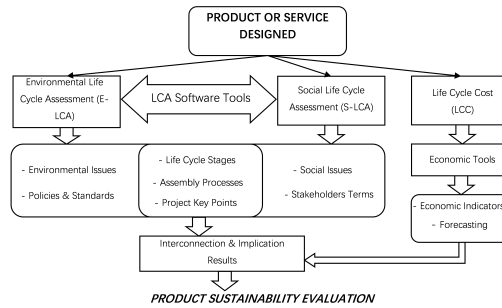 PRODUCT OR SERVICE
DESIGNED
Environmental Life
Cycle Assessment (E-
LCA)
LCA Software Tools
Social Life Cycle
Assessment (S-LCA)
Life Cycle Cost
(LCC)
- Environmental Issues
- Policies & Standards
- Life Cycle Stages
- Assembly Processes
- Project Key Points
- Social Issues
- Stakeholders Terms
Economic Tools
- Economic Indicators
- Forecasting
Interconnection & Implication
Results
PRODUCT SUSTAINABILITY EVALUATION